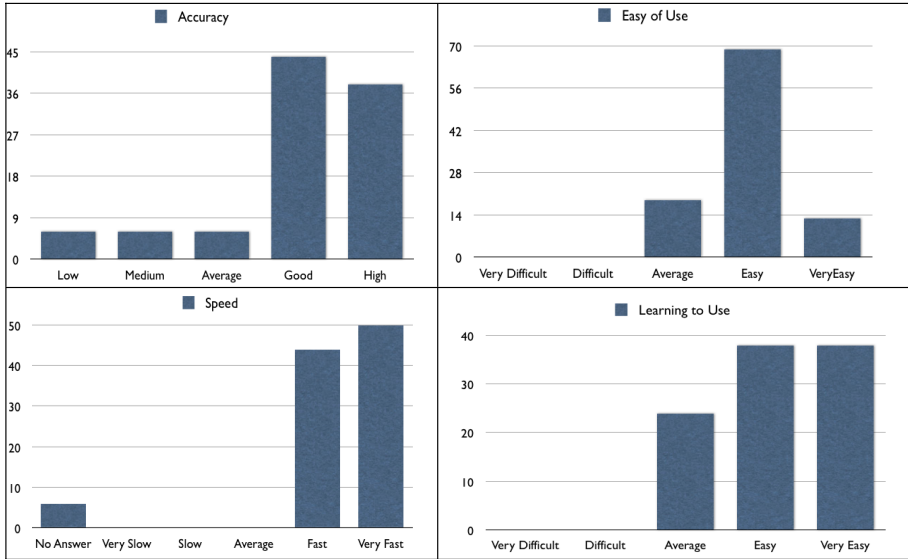 Accuracy
45
36
27
18
9
0
Low Medium Average Good High
Easy of Use
70
56
42
28
14
0
Very Difficult Difficult Average Easy VeryEasy
Speed
50
40
30
20
10
0
No Answer Very Slow Slow Average Fast Very Fast
Learning to Use
40
30
20
10
0
Very Difficult Difficult Average Easy Very Easy